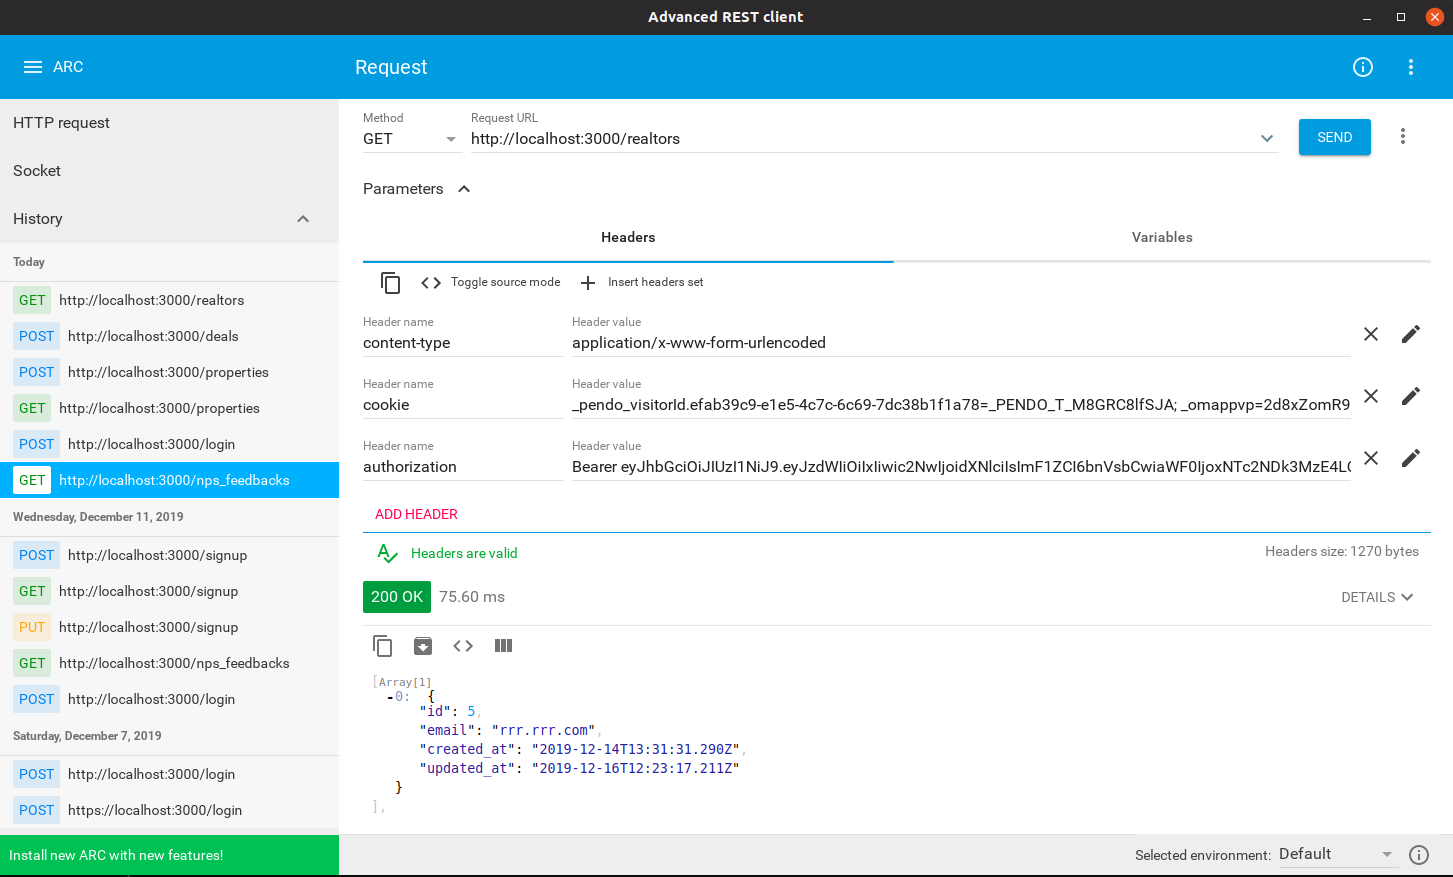 Advanced REST client
ARC
Request
HTTP request
Socket
History
Today
GET http://localhost:3000/realtors
POST http://localhost:3000/deals
POST http://localhost:3000/properties
GET http://localhost:3000/properties
POST http://localhost:3000/login
GET http://localhost:3000/nps_feedbacks
Wednesday, December 11, 2019
POST http://localhost:3000/signup
GET http://localhost:3000/signup
PUT http://localhost:3000/signup
GET http://localhost:3000/nps_feedbacks
POST http://localhost:3000/login
Saturday, December 7, 2019
POST http://localhost:3000/login
POST https://localhost:3000/login
Install new ARC with new features!
Method Request URL
GET http://localhost:3000/realtors SEND
Parameters
Headers Variables
Toggle source mode Insert headers set
Header name Header value
content-type application/x-www-form-urlencoded
Header name Header value
cookie _pendo_visitorId.efab39c9-e1e5-4c7c-6c69-7dc38b1f1a78=_PENDO_T_M8GRC8lfSJA; _omappvp=2d8xZomR9
Header name Header value
authorization Bearer
ADD HEADER
Headers are valid Headers size: 1270 bytes
200 OK 75.60 ms DETAILS
[Array[1]
-0: {
"id": 5,
"email": "rrr.rrr.com",
"created_at": "2019-12-14T13:31:31.290Z",
"updated_at": "2019-12-16T12:23:17.211Z"
}
],
Selected environment: Default